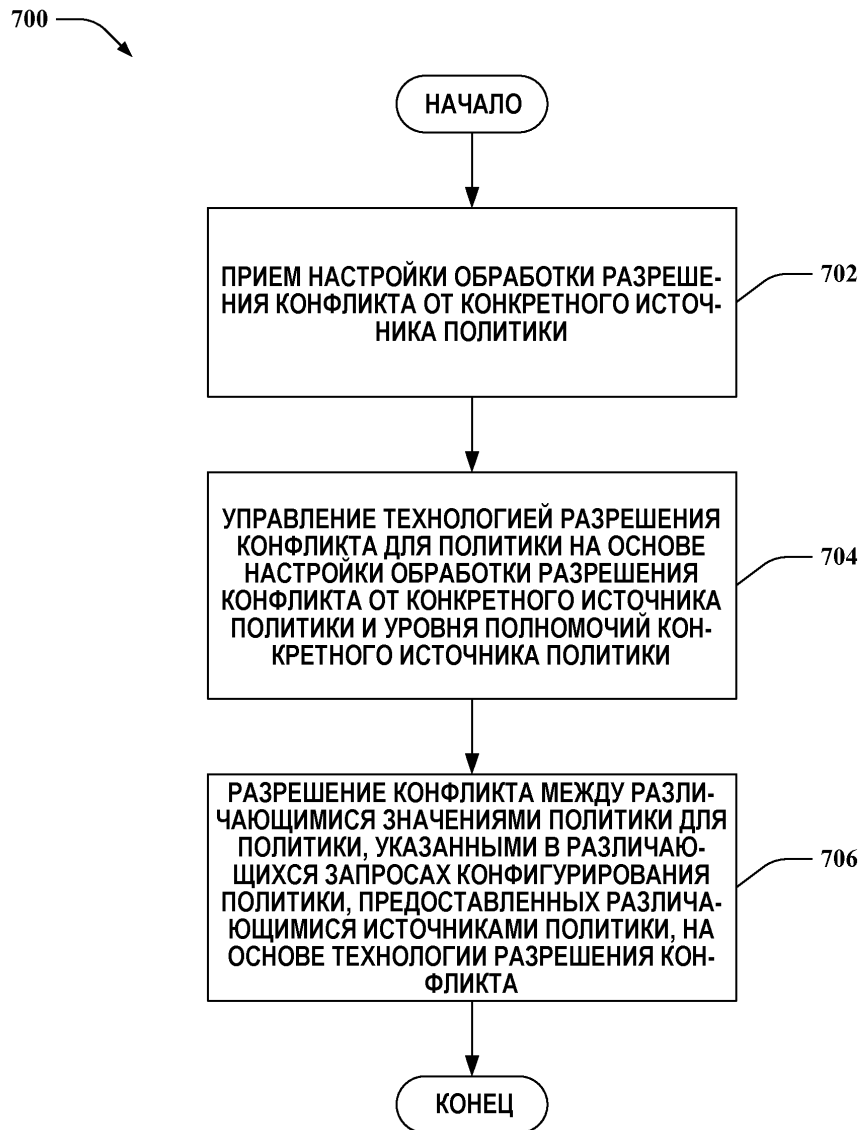 700
НАЧАЛО
ПРИЕМ НАСТРОЙКИ ОБРАБОТКИ РАЗРЕШЕ-
НИЯ КОНФЛИКТА ОТ КОНКРЕТНОГО ИСТОЧ-
НИКА ПОЛИТИКИ
702
УПРАВЛЕНИЕ ТЕХНОЛОГИЕЙ РАЗРЕШЕНИЯ
КОНФЛИКТА ДЛЯ ПОЛИТИКИ НА ОСНОВЕ
НАСТРОЙКИ ОБРАБОТКИ РАЗРЕШЕНИЯ
КОНФЛИКТА ОТ КОНКРЕТНОГО ИСТОЧНИКА
ПОЛИТИКИ И УРОВНЯ ПОЛНОМОЧИЙ КОН-
КРЕТНОГО ИСТОЧНИКА ПОЛИТИКИ
704
РАЗРЕШЕНИЕ КОНФЛИКТА МЕЖДУ РАЗЛИ-
ЧАЮЩИМИСЯ ЗНАЧЕНИЯМИ ПОЛИТИКИ ДЛЯ
ПОЛИТИКИ, УКАЗАННЫМИ В РАЗЛИЧАЮ-
ЩИХСЯ ЗАПРОСАХ КОНФИГУРИРОВАНИЯ
ПОЛИТИКИ, ПРЕДОСТАВЛЕННЫХ РАЗЛИЧА-
ЮЩИМИСЯ ИСТОЧНИКАМИ ПОЛИТИКИ, НА
ОСНОВЕ ТЕХНОЛОГИИ РАЗРЕШЕНИЯ КОН-
ФЛИКТА
706
КОНЕЦ